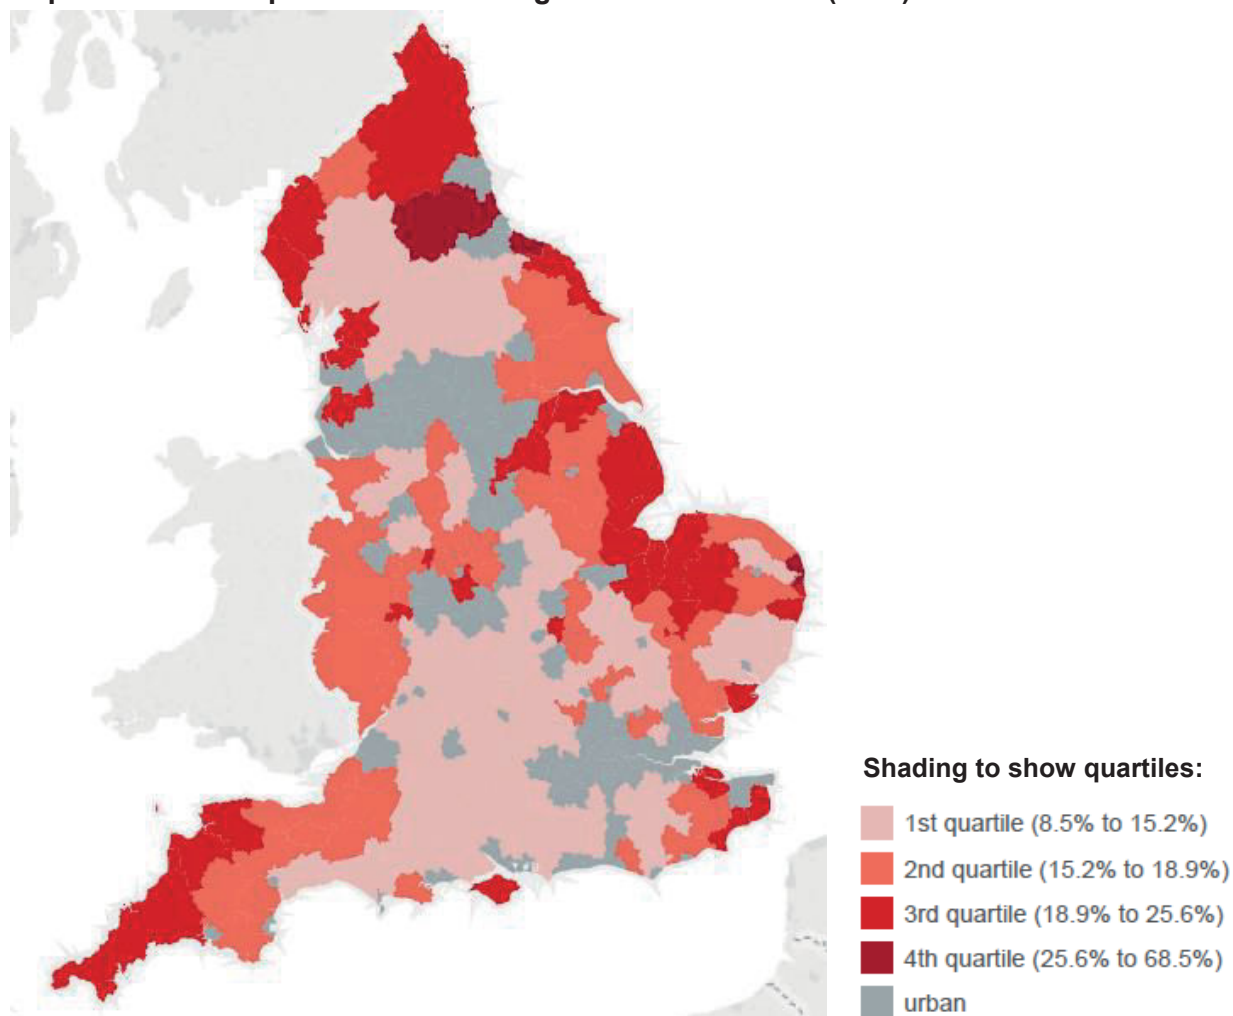 Shading to show quartiles:
1st quartile (8.5% to 15.2%)
2nd quartile (15.2% to 18.9%)
3rd quartile (18.9% to 25.6%)
4th quartile (25.6% to 68.5%)
urban